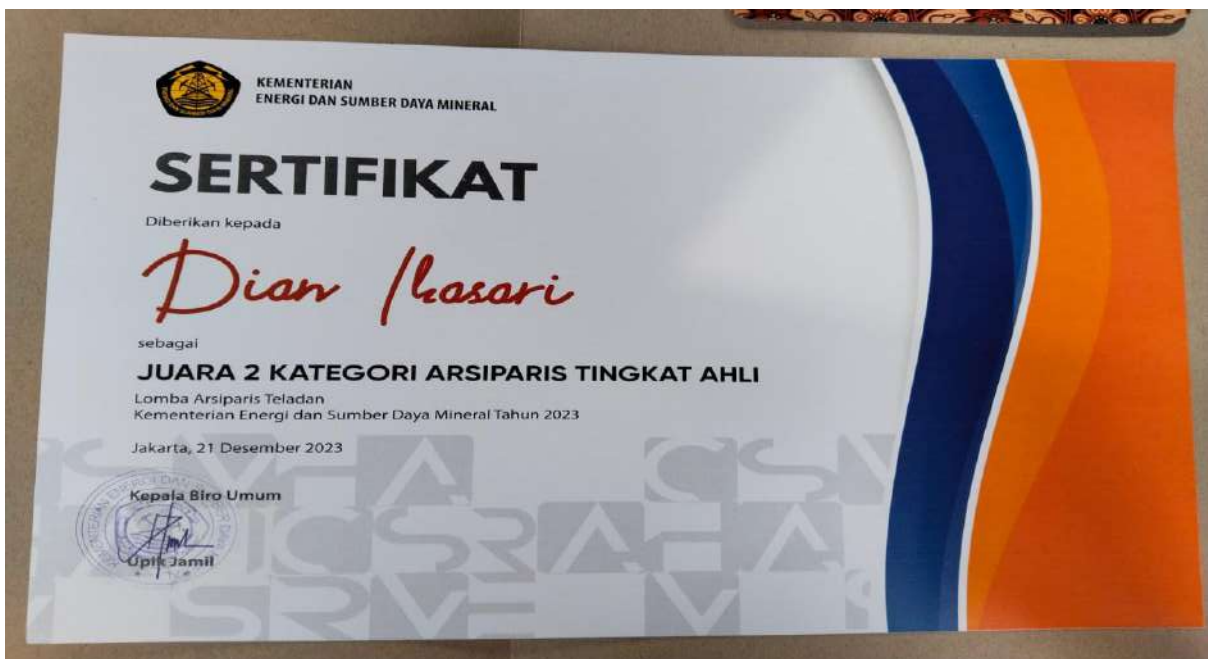 KEMENTERIAN
ENERGI DAN SUMBER DAYA MINERAL
SERTIFIKAT
Diberikan kepada
Dian Ikasari
sebagai
JUARA 2 KATEGORI ARSIPARIS TINGKAT AHLI
Lomba Arsiparis Teladan
Kementerian Energi dan Sumber Daya Mineral Tahun 2023
Jakarta, 21 Desember 2023
Kepala Biro Umum
Upik Jamil